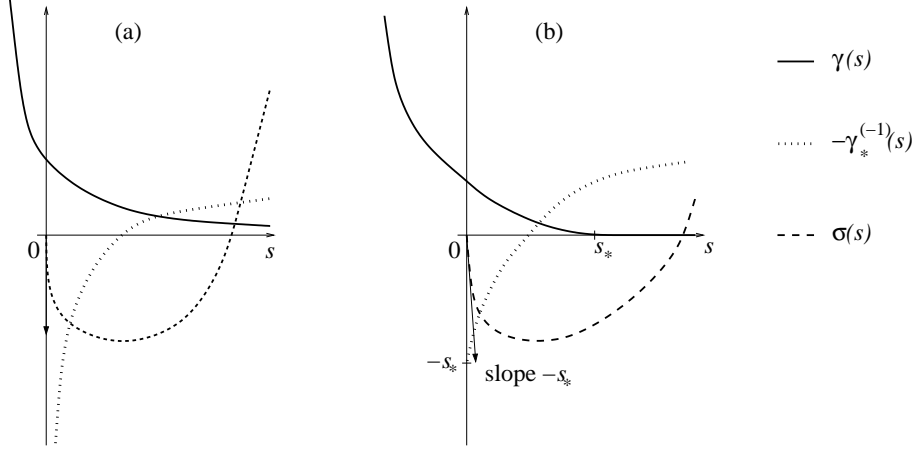 (a)
(b)
γ(s)
−γ∗(−1)(s)
σ(s)
0
s
0
s∗
s
−s∗
slope −s∗